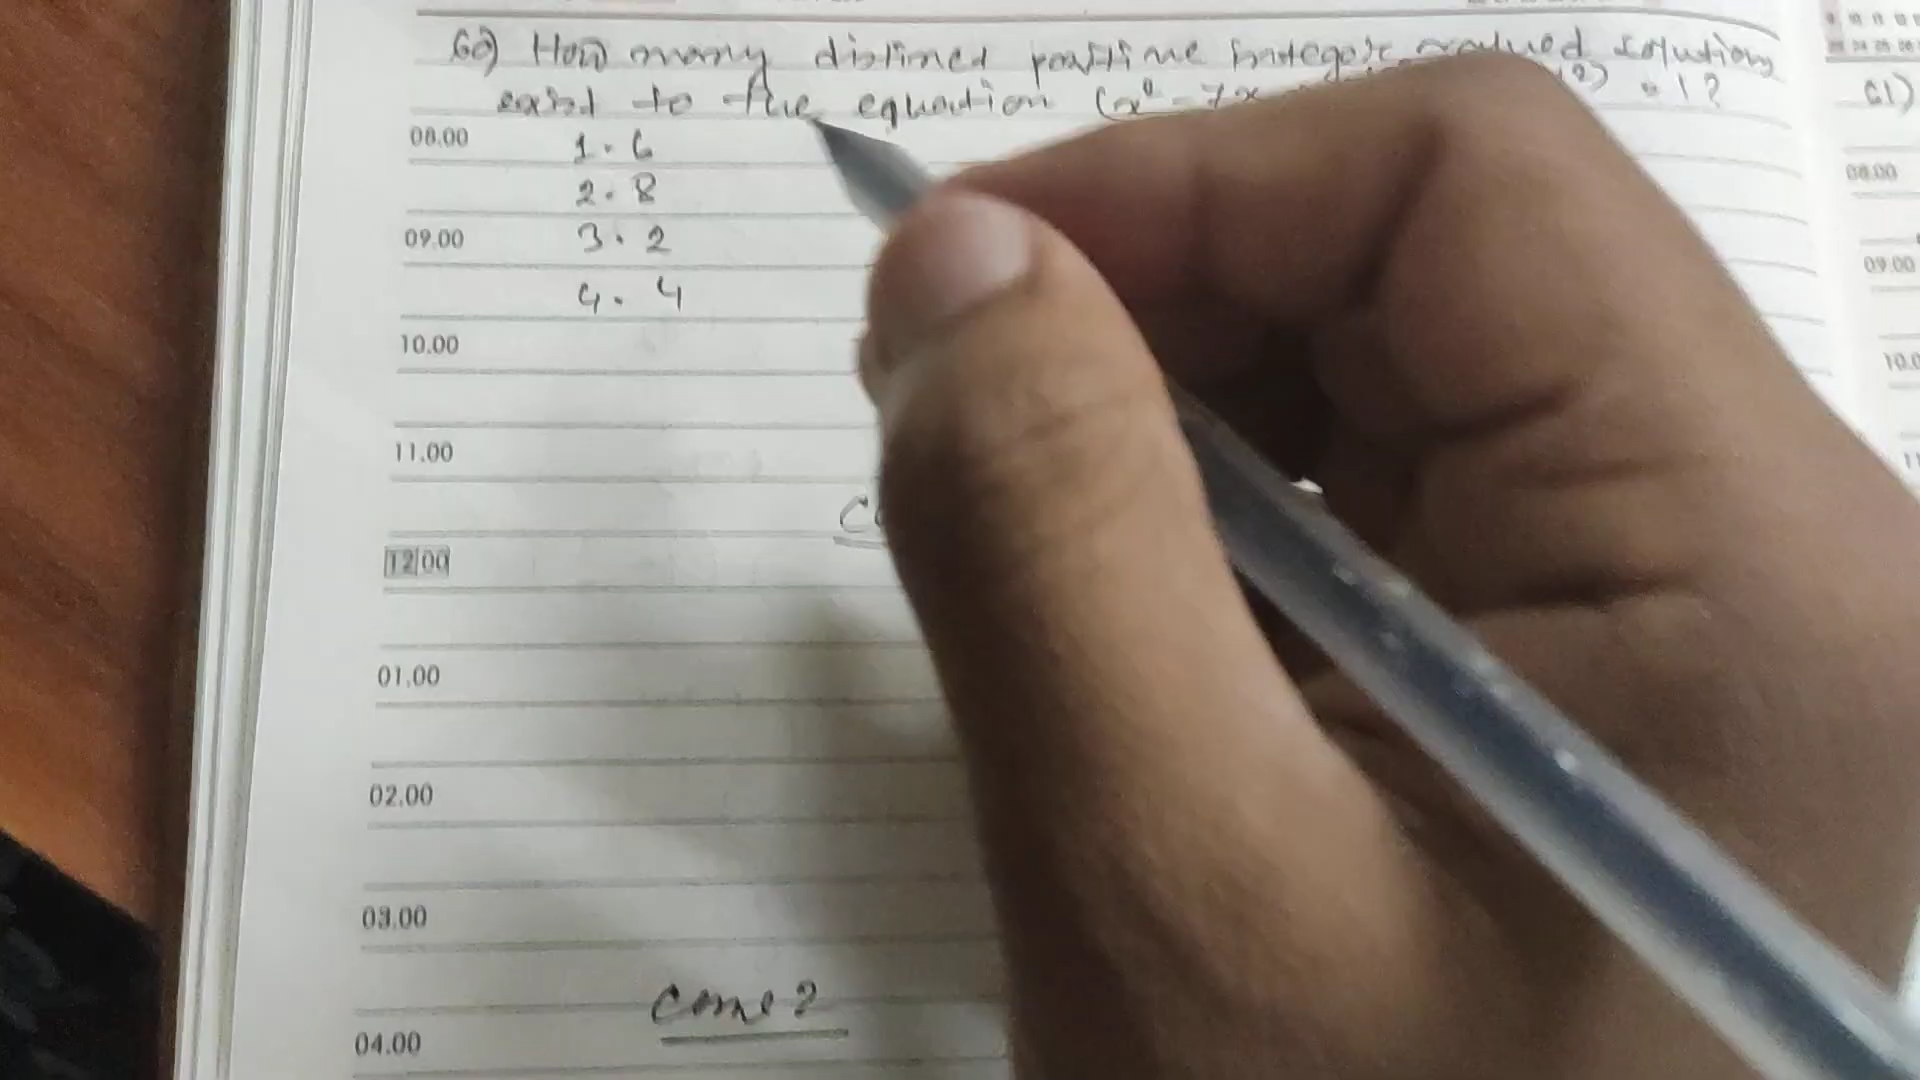 60) How many distinct positive integer valued solutions
exist to the equation (x² - 7x 12) = 1?
08.00 1. 6
2. 8
09.00 3. 2
4. 4
10.00
11.00
12.00
01.00
02.00
03.00
case 2
04.00
61)
08.00
09.00